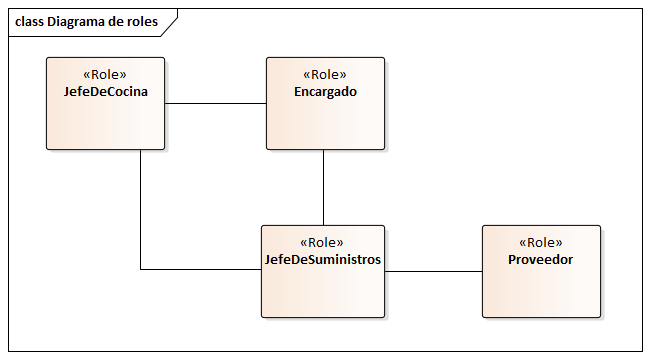 class Diagrama de roles
«Role»
JefeDeCocina
«Role»
Encargado
«Role»
JefeDeSuministros
«Role»
Proveedor